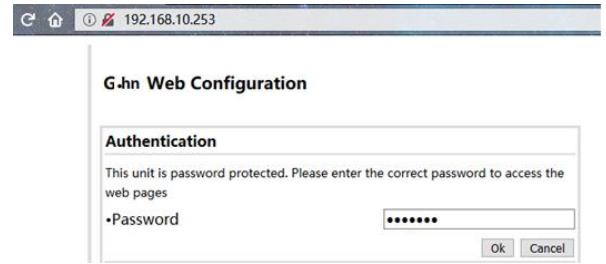 192.168.10.253
G.hn Web Configuration
Authentication
This unit is password protected. Please enter the correct password to access the
web pages
•Password •••••••
Ok Cancel